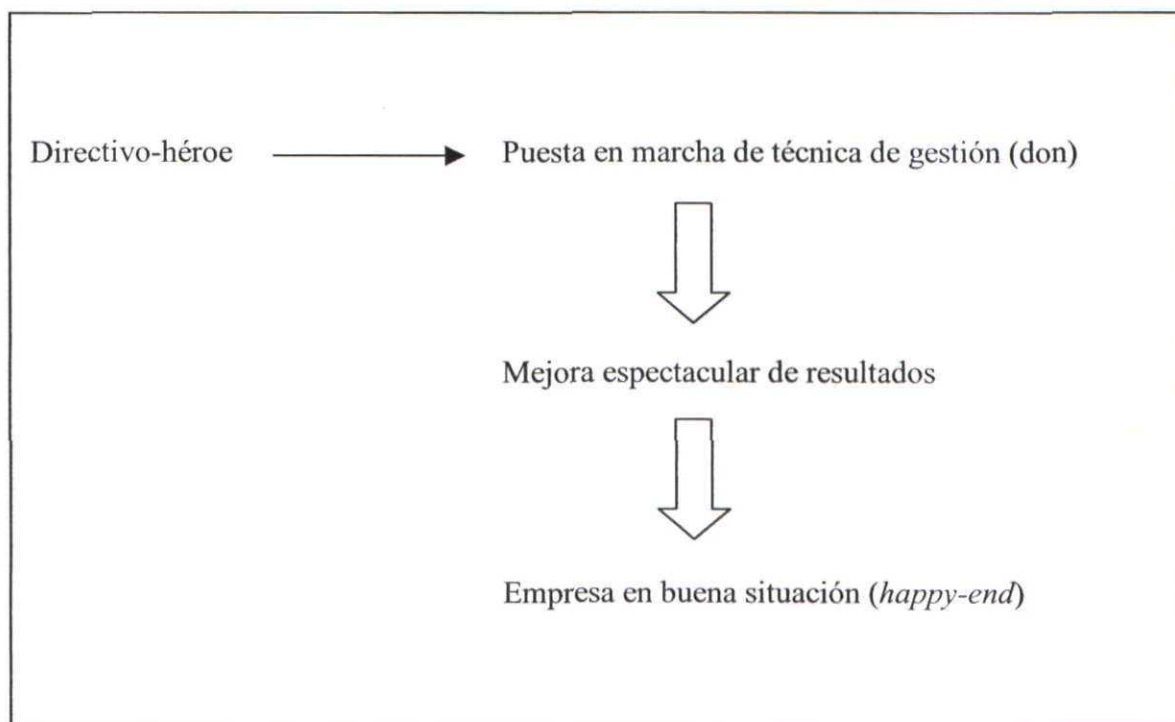 Directivo-héroe
Puesta en marcha de técnica de gestión (don)
Mejora espectacular de resultados
Empresa en buena situación (happy-end)